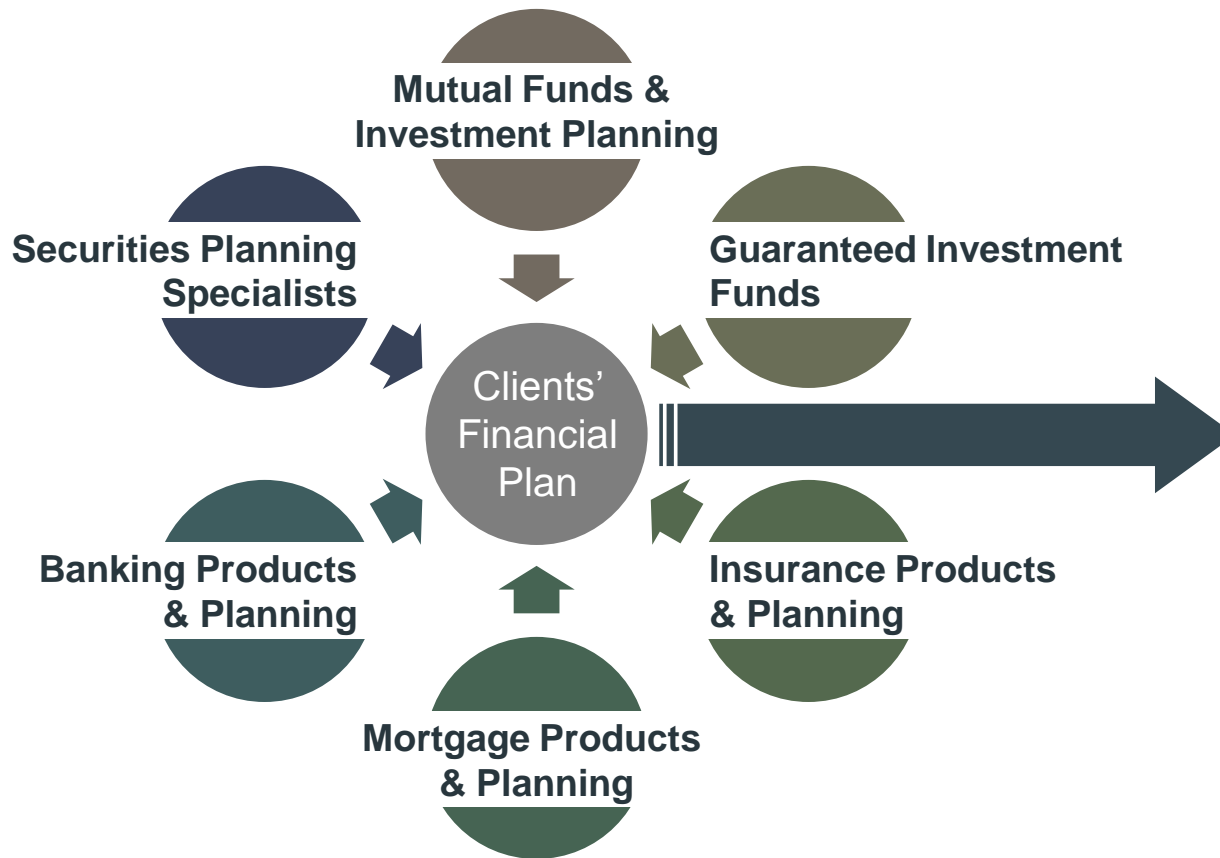 Mutual Funds &
Investment Planning
Securities Planning
Specialists
Guaranteed Investment
Funds
Clients’
Financial
Plan
Banking Products
& Planning
Insurance Products
& Planning
Mortgage Products
& Planning